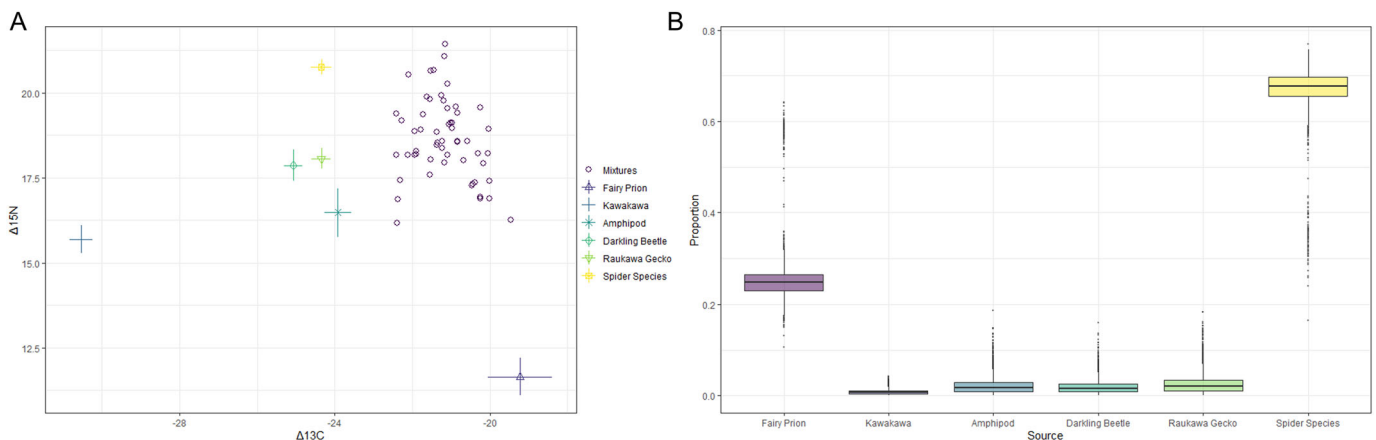 A
Δ15N
20.0
17.5
15.0
12.5
-28
-24
-20
Δ13C
Mixtures
Fairy Prion
Kawakawa
Amphipod
Darkling Beetle
Raukawa Gecko
Spider Species
B
Proportion
0.8
0.6
0.4
0.2
0.0
Fairy Prion Kawakawa Amphipod Darkling Beetle Raukawa Gecko Spider Species
Source